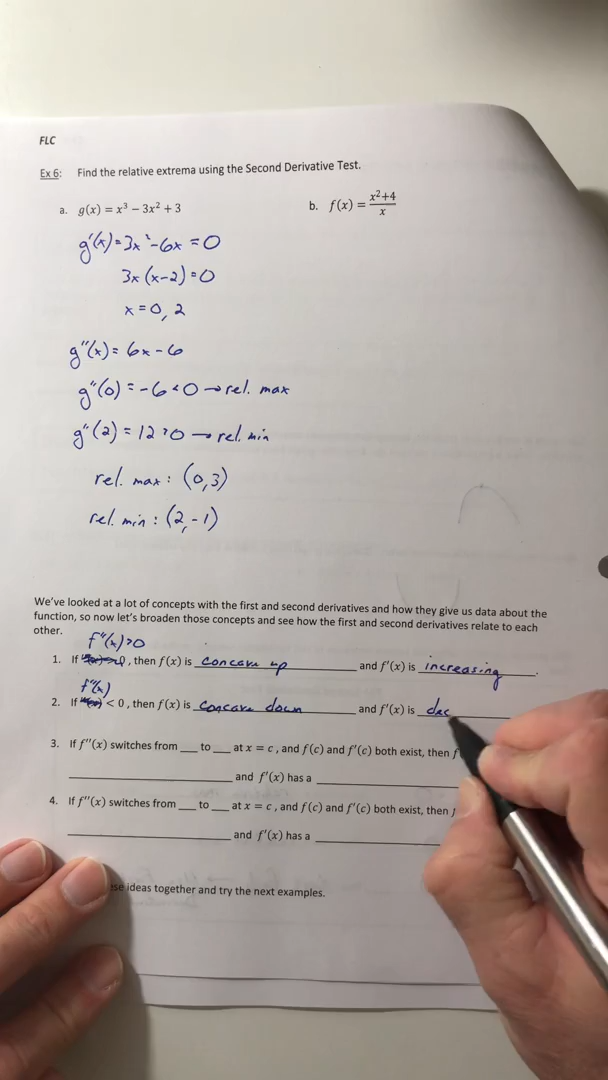 FLC
Ex 6: Find the relative extrema using the Second Derivative Test.
a. g(x) = x³ − 3x² + 3
b. f(x) = (x²+4)/x
g'(x) = 3x² - 6x = 0
3x (x-2) = 0
x = 0, 2
g"(x) = 6x - 6
g"(0) = -6 < 0 → rel. max
g"(2) = 12 > 0 → rel. min
rel. max : (0,3)
rel. min : (2,-1)
We've looked at a lot of concepts with the first and second derivatives and how they give us data about the
function, so now let's broaden those concepts and see how the first and second derivatives relate to each
other.
f"(x)>0
1. If , then f(x) is concave up and f'(x) is increasing.
f"(x)
2. If < 0, then f(x) is concave down and f'(x) is dec
3. If f''(x) switches from ___ to ___ at x = c, and f(c) and f'(c) both exist, then f
___ and f'(x) has a ___
4. If f''(x) switches from ___ to ___ at x = c, and f(c) and f'(c) both exist, then
___ and f'(x) has a ___
ideas together and try the next examples.